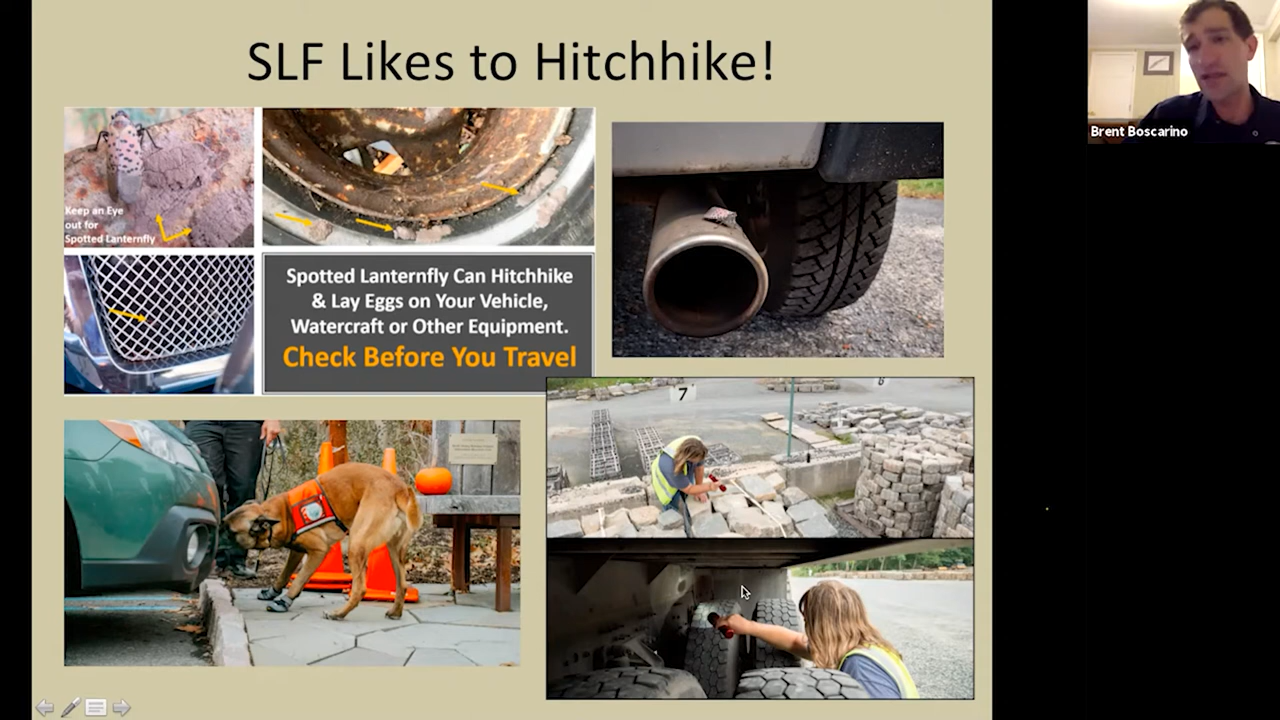 SLF Likes to Hitchhike!
Brent Boscarino
Keep an Eye
out for
Spotted Lanternfly
Spotted Lanternfly Can Hitchhike
& Lay Eggs on Your Vehicle,
Watercraft or Other Equipment.
Check Before You Travel
7